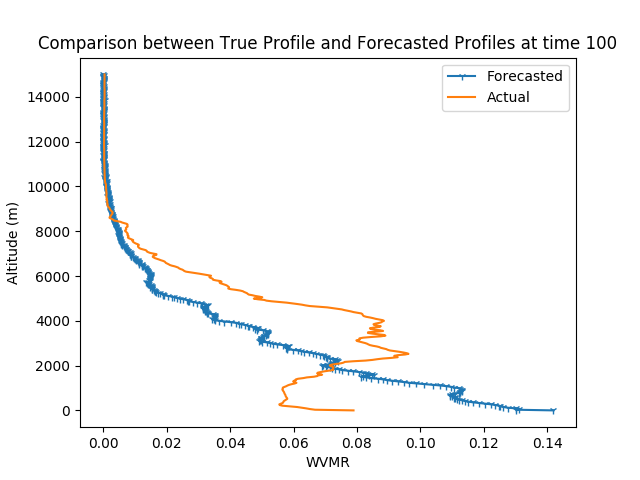 Comparison between True Profile and Forecasted Profiles at time 100
Forecasted
Actual
14000
12000
10000
8000
6000
4000
2000
0
Altitude (m)
0.00 0.02 0.04 0.06 0.08 0.10 0.12 0.14
WVMR